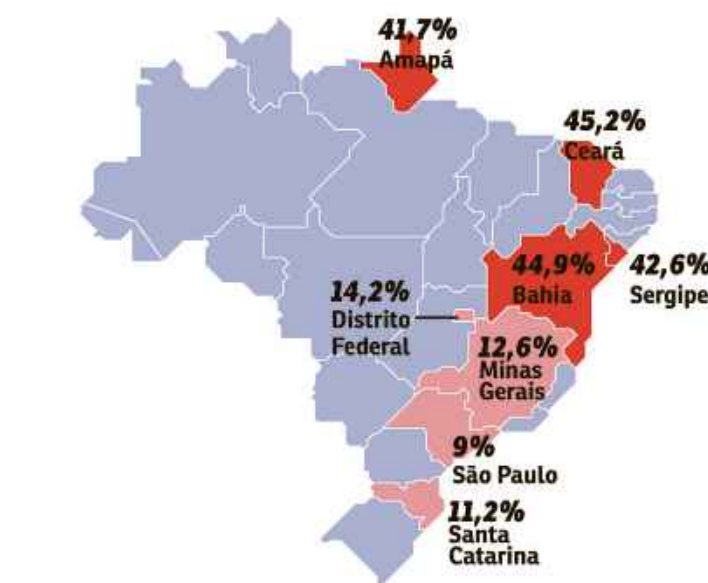 41,7%
Amapá
45,2%
Ceará
44,9%
Bahia
42,6%
Sergipe
14,2%
Distrito
Federal
12,6%
Minas
Gerais
9%
São Paulo
11,2%
Santa
Catarina